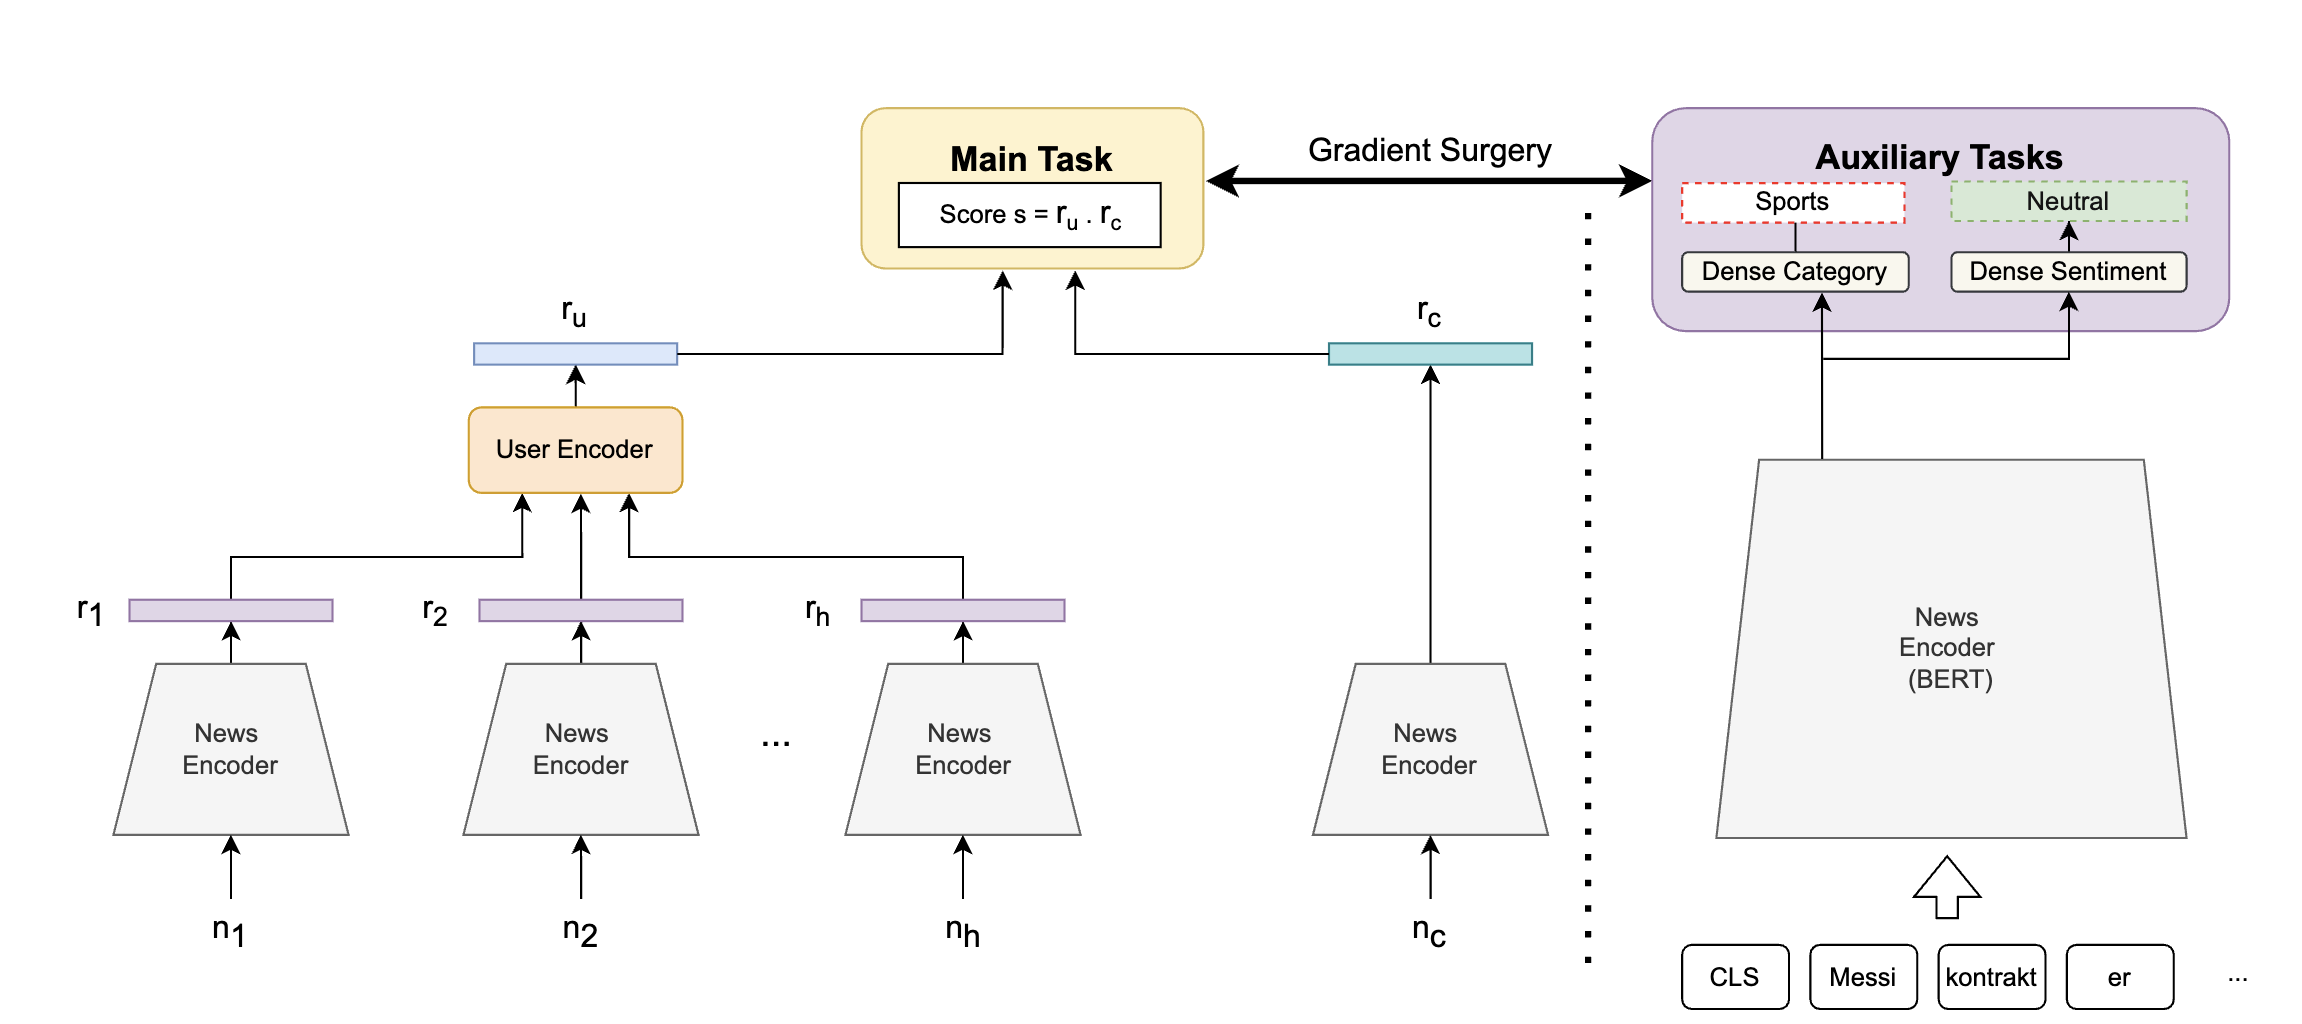 Main Task
Score s = r_u . r_c
Gradient Surgery
Auxiliary Tasks
Sports
Neutral
Dense Category
Dense Sentiment
r_u
r_c
User Encoder
r_1
r_2
r_h
News
Encoder
News
Encoder
...
News
Encoder
News
Encoder
News
Encoder
(BERT)
n_1
n_2
n_h
n_c
CLS
Messi
kontrakt
er
...